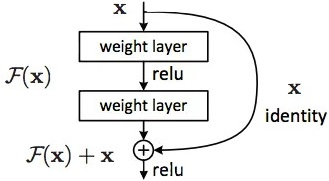 x
weight layer
relu
F(x)
x
identity
weight layer
F(x) + x
+
relu